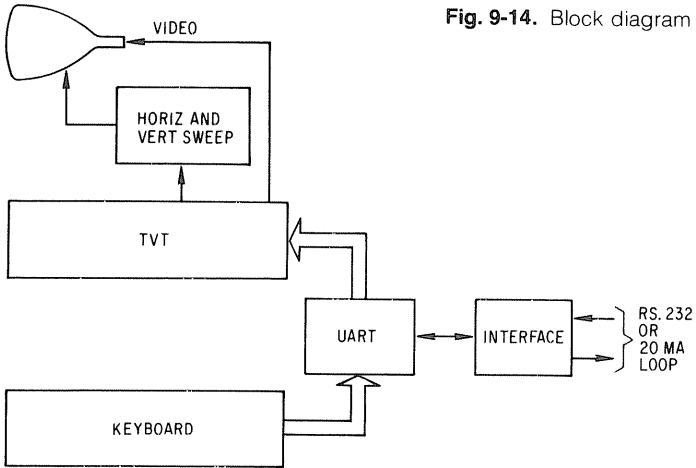 Fig. 9-14. Block diagram
VIDEO
HORIZ AND
VERT SWEEP
TVT
UART
INTERFACE
RS. 232
OR
20 MA
LOOP
KEYBOARD